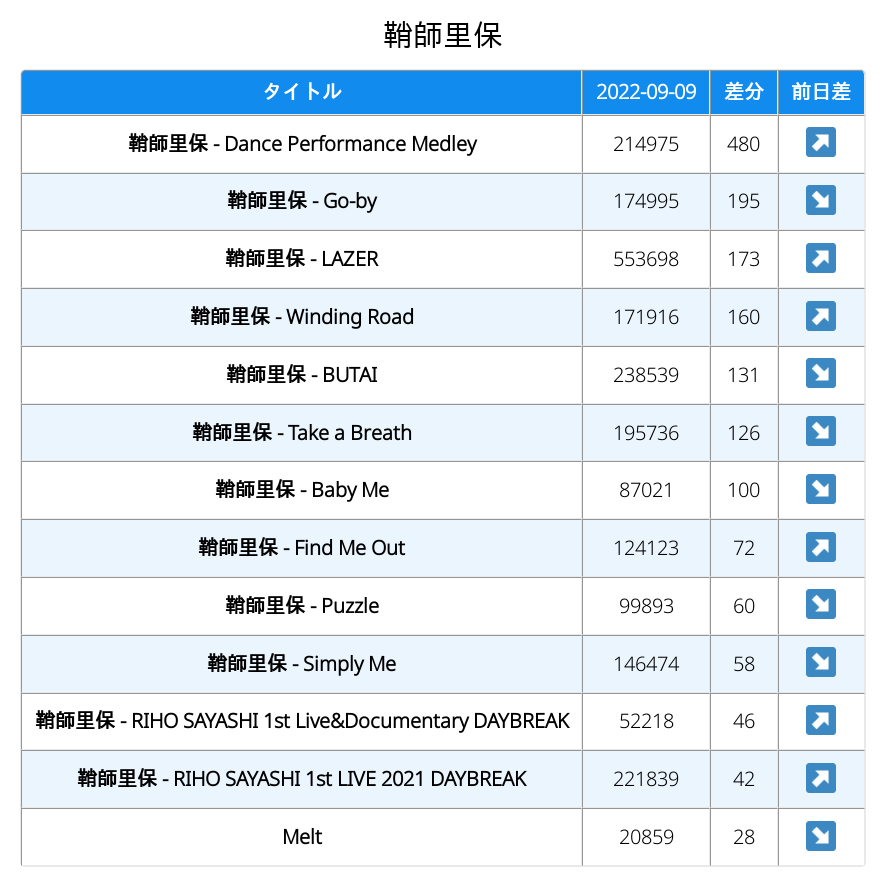 鞘師里保
タイトル 2022-09-09 差分 前日差
鞘師里保 - Dance Performance Medley 214975 480 ↗
鞘師里保 - Go-by 174995 195 ↘
鞘師里保 - LAZER 553698 173 ↗
鞘師里保 - Winding Road 171916 160 ↗
鞘師里保 - BUTAI 238539 131 ↘
鞘師里保 - Take a Breath 195736 126 ↘
鞘師里保 - Baby Me 87021 100 ↘
鞘師里保 - Find Me Out 124123 72 ↗
鞘師里保 - Puzzle 99893 60 ↘
鞘師里保 - Simply Me 146474 58 ↘
鞘師里保 - RIHO SAYASHI 1st Live&Documentary DAYBREAK 52218 46 ↗
鞘師里保 - RIHO SAYASHI 1st LIVE 2021 DAYBREAK 221839 42 ↗
Melt 20859 28 ↘